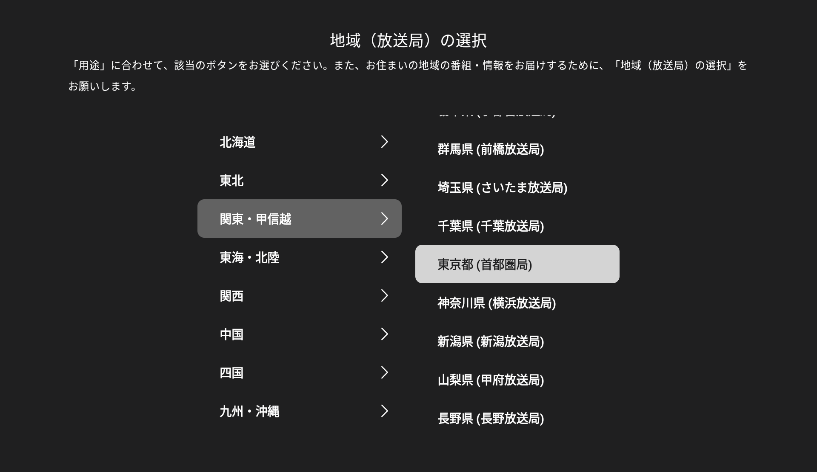 地域（放送局）の選択
「用途」に合わせて、該当のボタンをお選びください。また、お住まいの地域の番組・情報をお届けするために、「地域（放送局）の選択」を
お願いします。
北海道
東北
関東・甲信越
東海・北陸
関西
中国
四国
九州・沖縄
群馬県 (前橋放送局)
埼玉県 (さいたま放送局)
千葉県 (千葉放送局)
東京都 (首都圏局)
神奈川県 (横浜放送局)
新潟県 (新潟放送局)
山梨県 (甲府放送局)
長野県 (長野放送局)